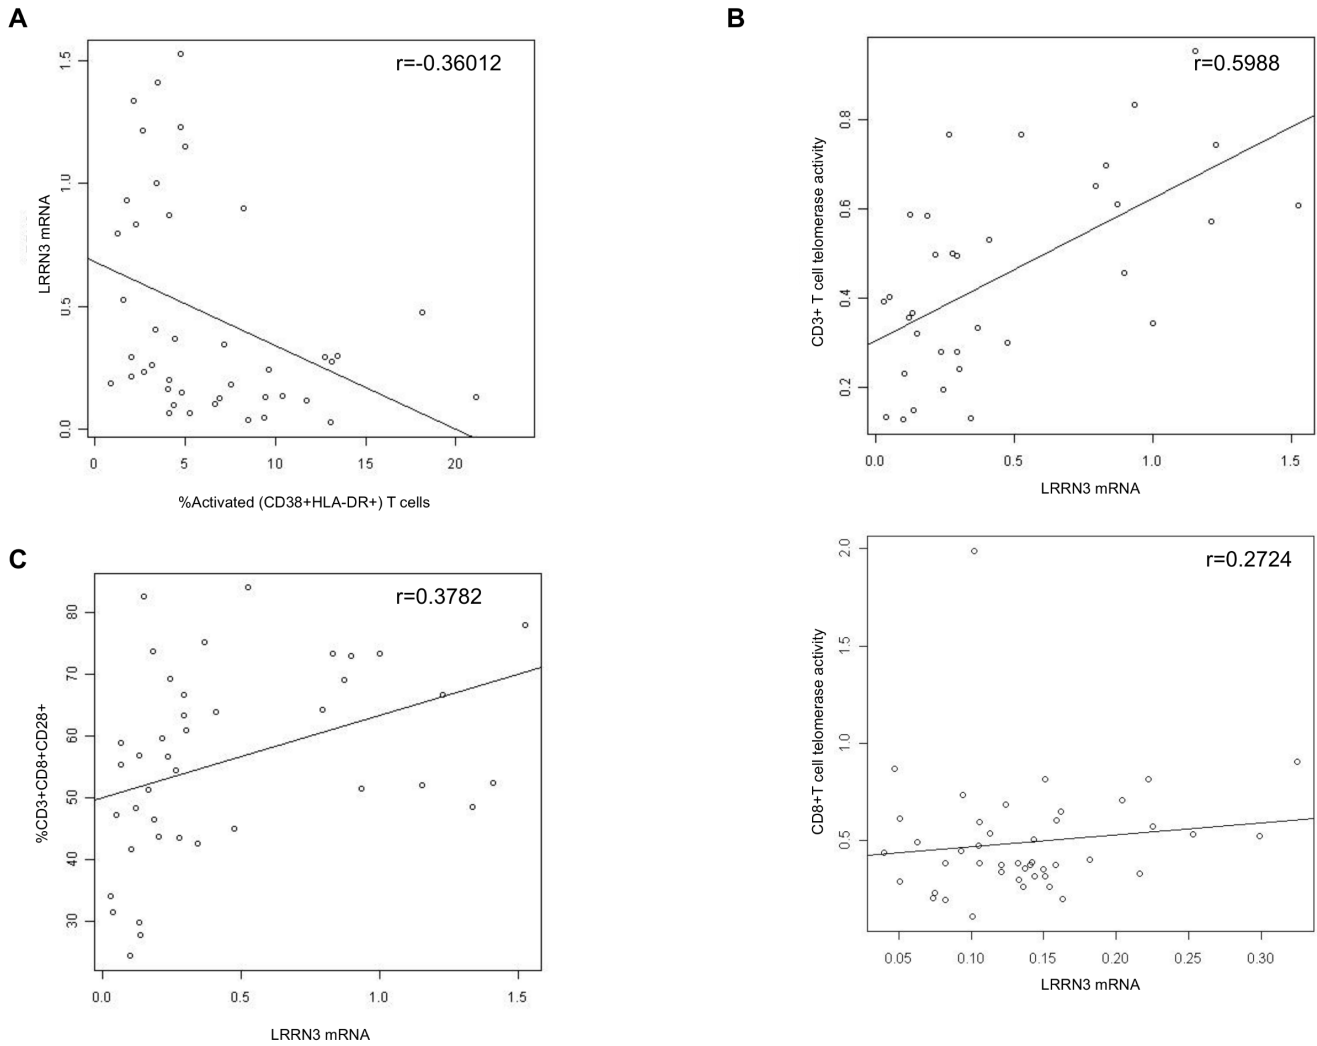 A
r=-0.36012
LRRN3 mRNA
1.5
1.0
0.5
0.0
0 5 10 15 20
%Activated (CD38+HLA-DR+) T cells
B
r=0.5988
CD3+ T cell telomerase activity
0.8
0.6
0.4
0.2
0.0 0.5 1.0 1.5
LRRN3 mRNA
C
r=0.3782
%CD3+CD8+CD28+
80
70
60
50
40
30
0.0 0.5 1.0 1.5
LRRN3 mRNA
r=0.2724
CD8+T cell telomerase activity
2.0
1.5
1.0
0.5
0.05 0.10 0.15 0.20 0.25 0.30
LRRN3 mRNA